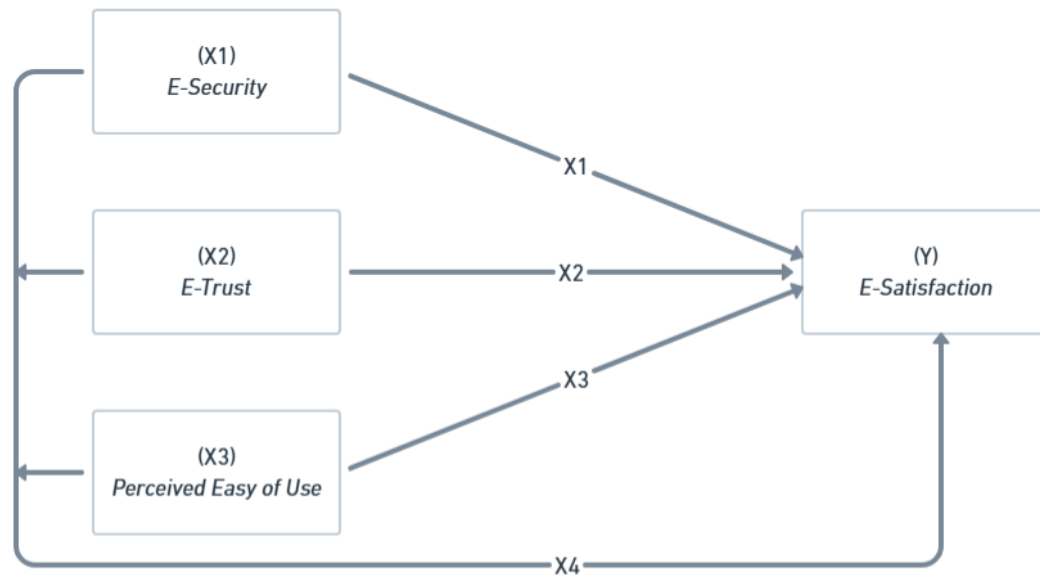 (X1)
E-Security
X1
(X2)
E-Trust
X2
(Y)
E-Satisfaction
X3
(X3)
Perceived Easy of Use
X4